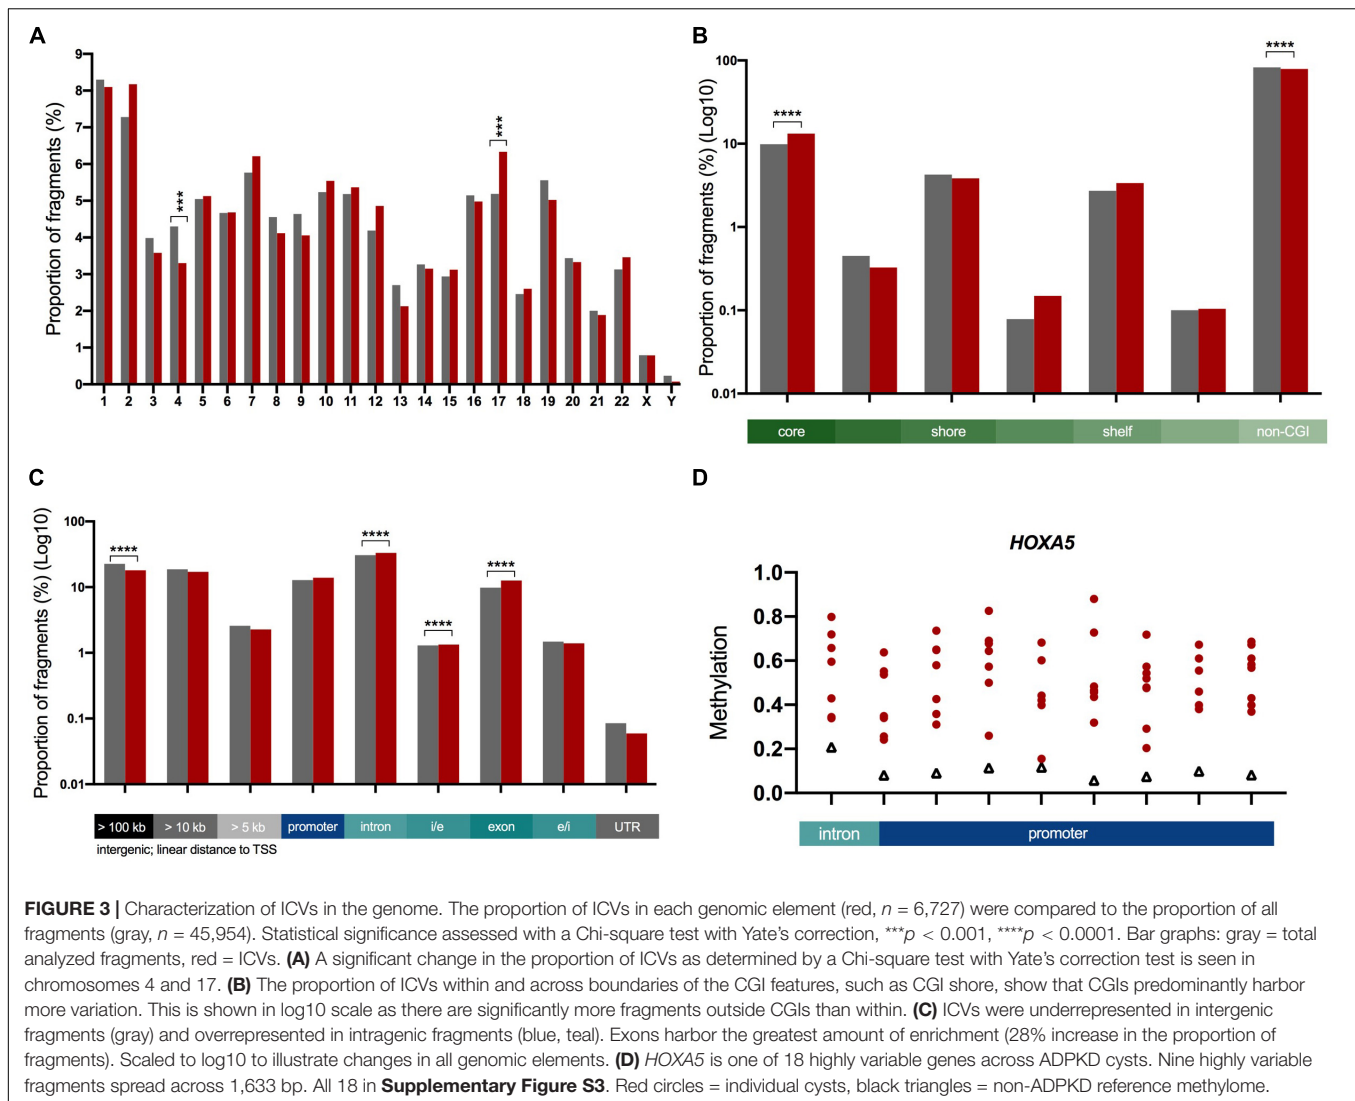 A
Proportion of fragments (%)
9
8
7
6
5
4
3
2
1
0
***
***
1 2 3 4 5 6 7 8 9 10 11 12 13 14 15 16 17 18 19 20 21 22 X Y
B
Proportion of fragments (%) (Log10)
100
10
1
0.1
0.01
****
****
core shore shelf non-CGI
C
Proportion of fragments (%) (Log10)
100
10
1
0.1
0.01
****
****
****
****
> 100 kb > 10 kb > 5 kb promoter intron i/e exon e/i UTR
intergenic; linear distance to TSS
D
HOXA5
Methylation
1.0
0.8
0.6
0.4
0.2
0.0
intron promoter
FIGURE 3 | Characterization of ICVs in the genome. The proportion of ICVs in each genomic element (red, n = 6,727) were compared to the proportion of all
fragments (gray, n = 45,954). Statistical significance assessed with a Chi-square test with Yate's correction, ***p < 0.001, ****p < 0.0001. Bar graphs: gray = total
analyzed fragments, red = ICVs. (A) A significant change in the proportion of ICVs as determined by a Chi-square test with Yate's correction test is seen in
chromosomes 4 and 17. (B) The proportion of ICVs within and across boundaries of the CGI features, such as CGI shore, show that CGIs predominantly harbor
more variation. This is shown in log10 scale as there are significantly more fragments outside CGIs than within. (C) ICVs were underrepresented in intergenic
fragments (gray) and overrepresented in intragenic fragments (blue, teal). Exons harbor the greatest amount of enrichment (28% increase in the proportion of
fragments). Scaled to log10 to illustrate changes in all genomic elements. (D) HOXA5 is one of 18 highly variable genes across ADPKD cysts. Nine highly variable
fragments spread across 1,633 bp. All 18 in Supplementary Figure S3. Red circles = individual cysts, black triangles = non-ADPKD reference methylome.